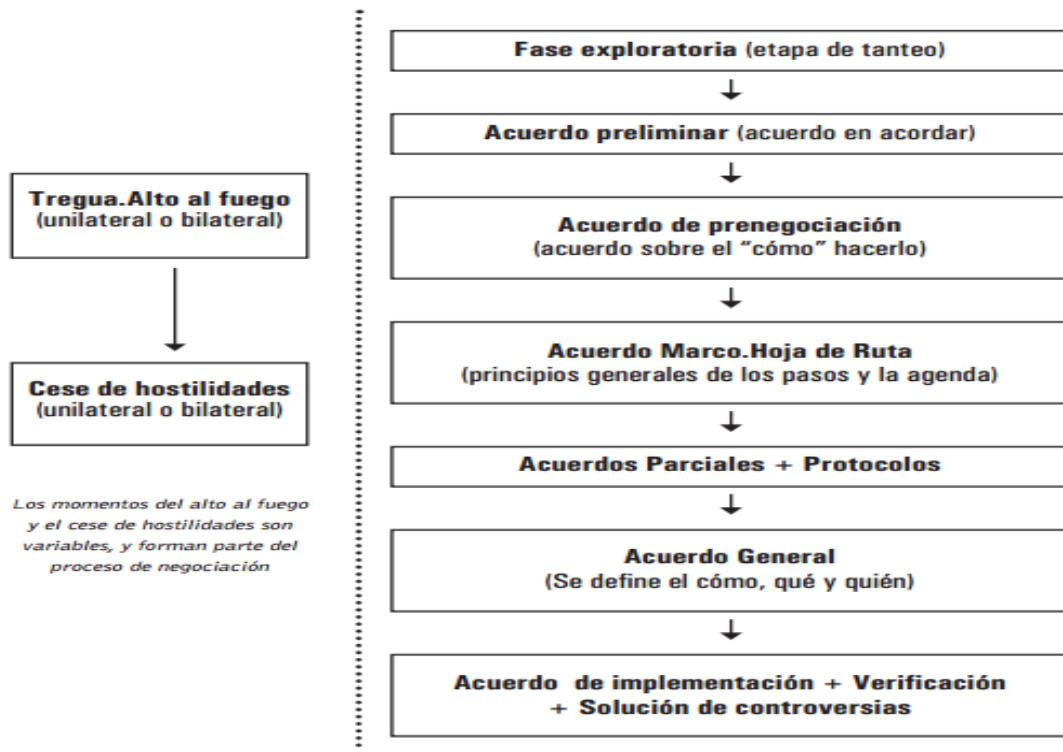 Tregua.Alto al fuego
(unilateral o bilateral)
Cese de hostilidades
(unilateral o bilateral)
Los momentos del alto al fuego
y el cese de hostilidades son
variables, y forman parte del
proceso de negociación
Fase exploratoria (etapa de tanteo)
Acuerdo preliminar (acuerdo en acordar)
Acuerdo de prenegociación
(acuerdo sobre el “cómo” hacerlo)
Acuerdo Marco.Hoja de Ruta
(principios generales de los pasos y la agenda)
Acuerdos Parciales + Protocolos
Acuerdo General
(Se define el cómo, qué y quién)
Acuerdo de implementación + Verificación
+ Solución de controversias